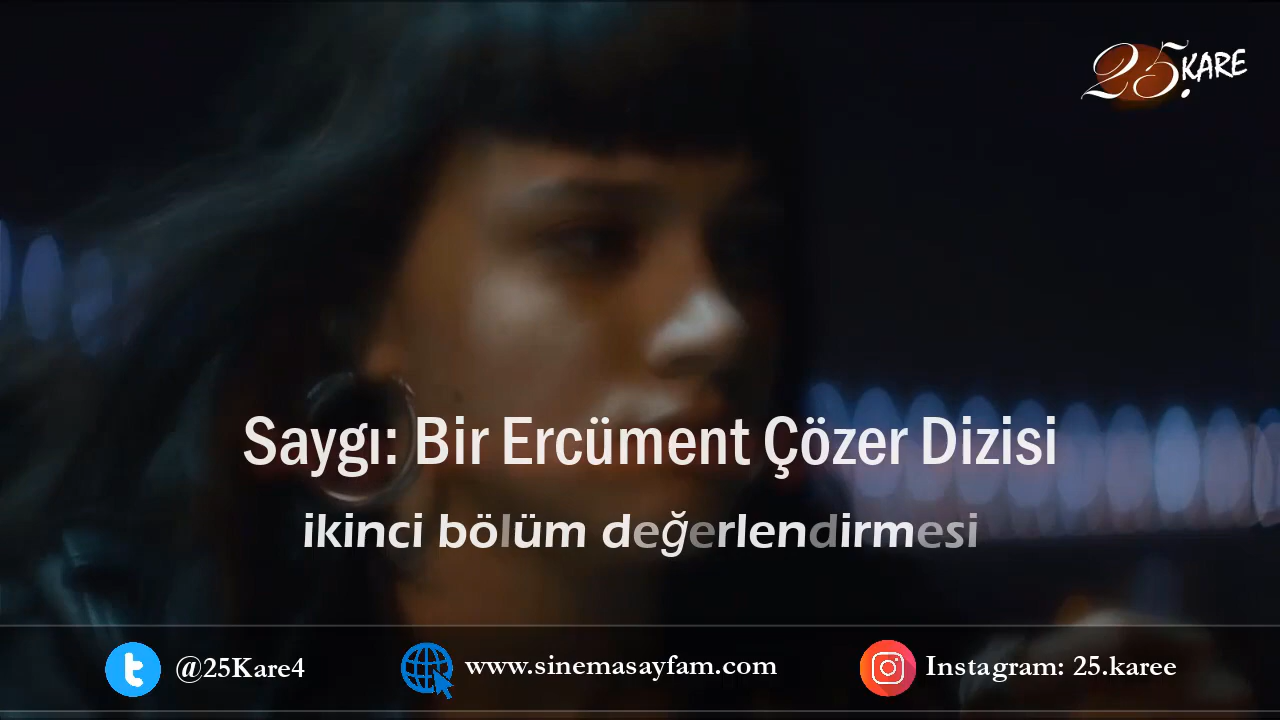 25.KARE
Saygı: Bir Ercüment Çözer Dizisi
ikinci bölüm değerlendirmesi
@25Kare4
www.sinemasayfam.com
Instagram: 25.karee